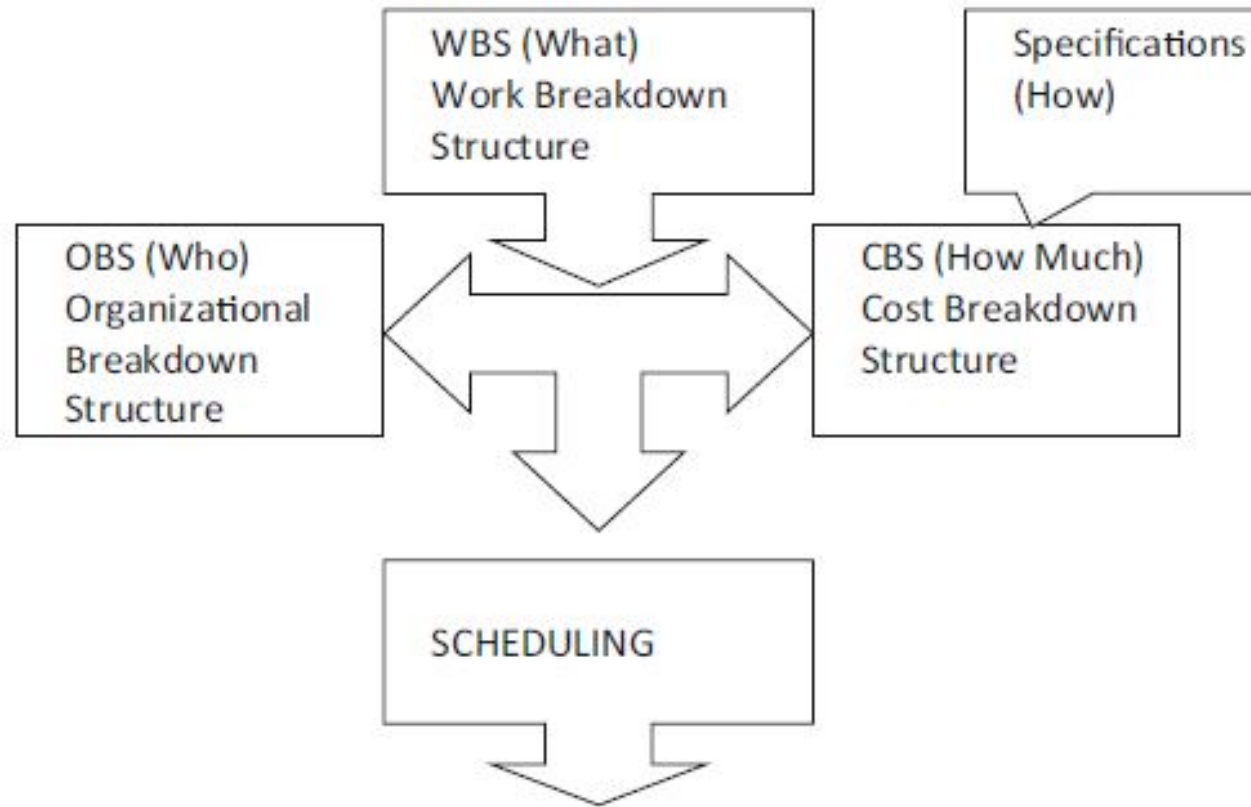 WBS (What)
Work Breakdown
Structure
Specifications
(How)
OBS (Who)
Organizational
Breakdown
Structure
CBS (How Much)
Cost Breakdown
Structure
SCHEDULING